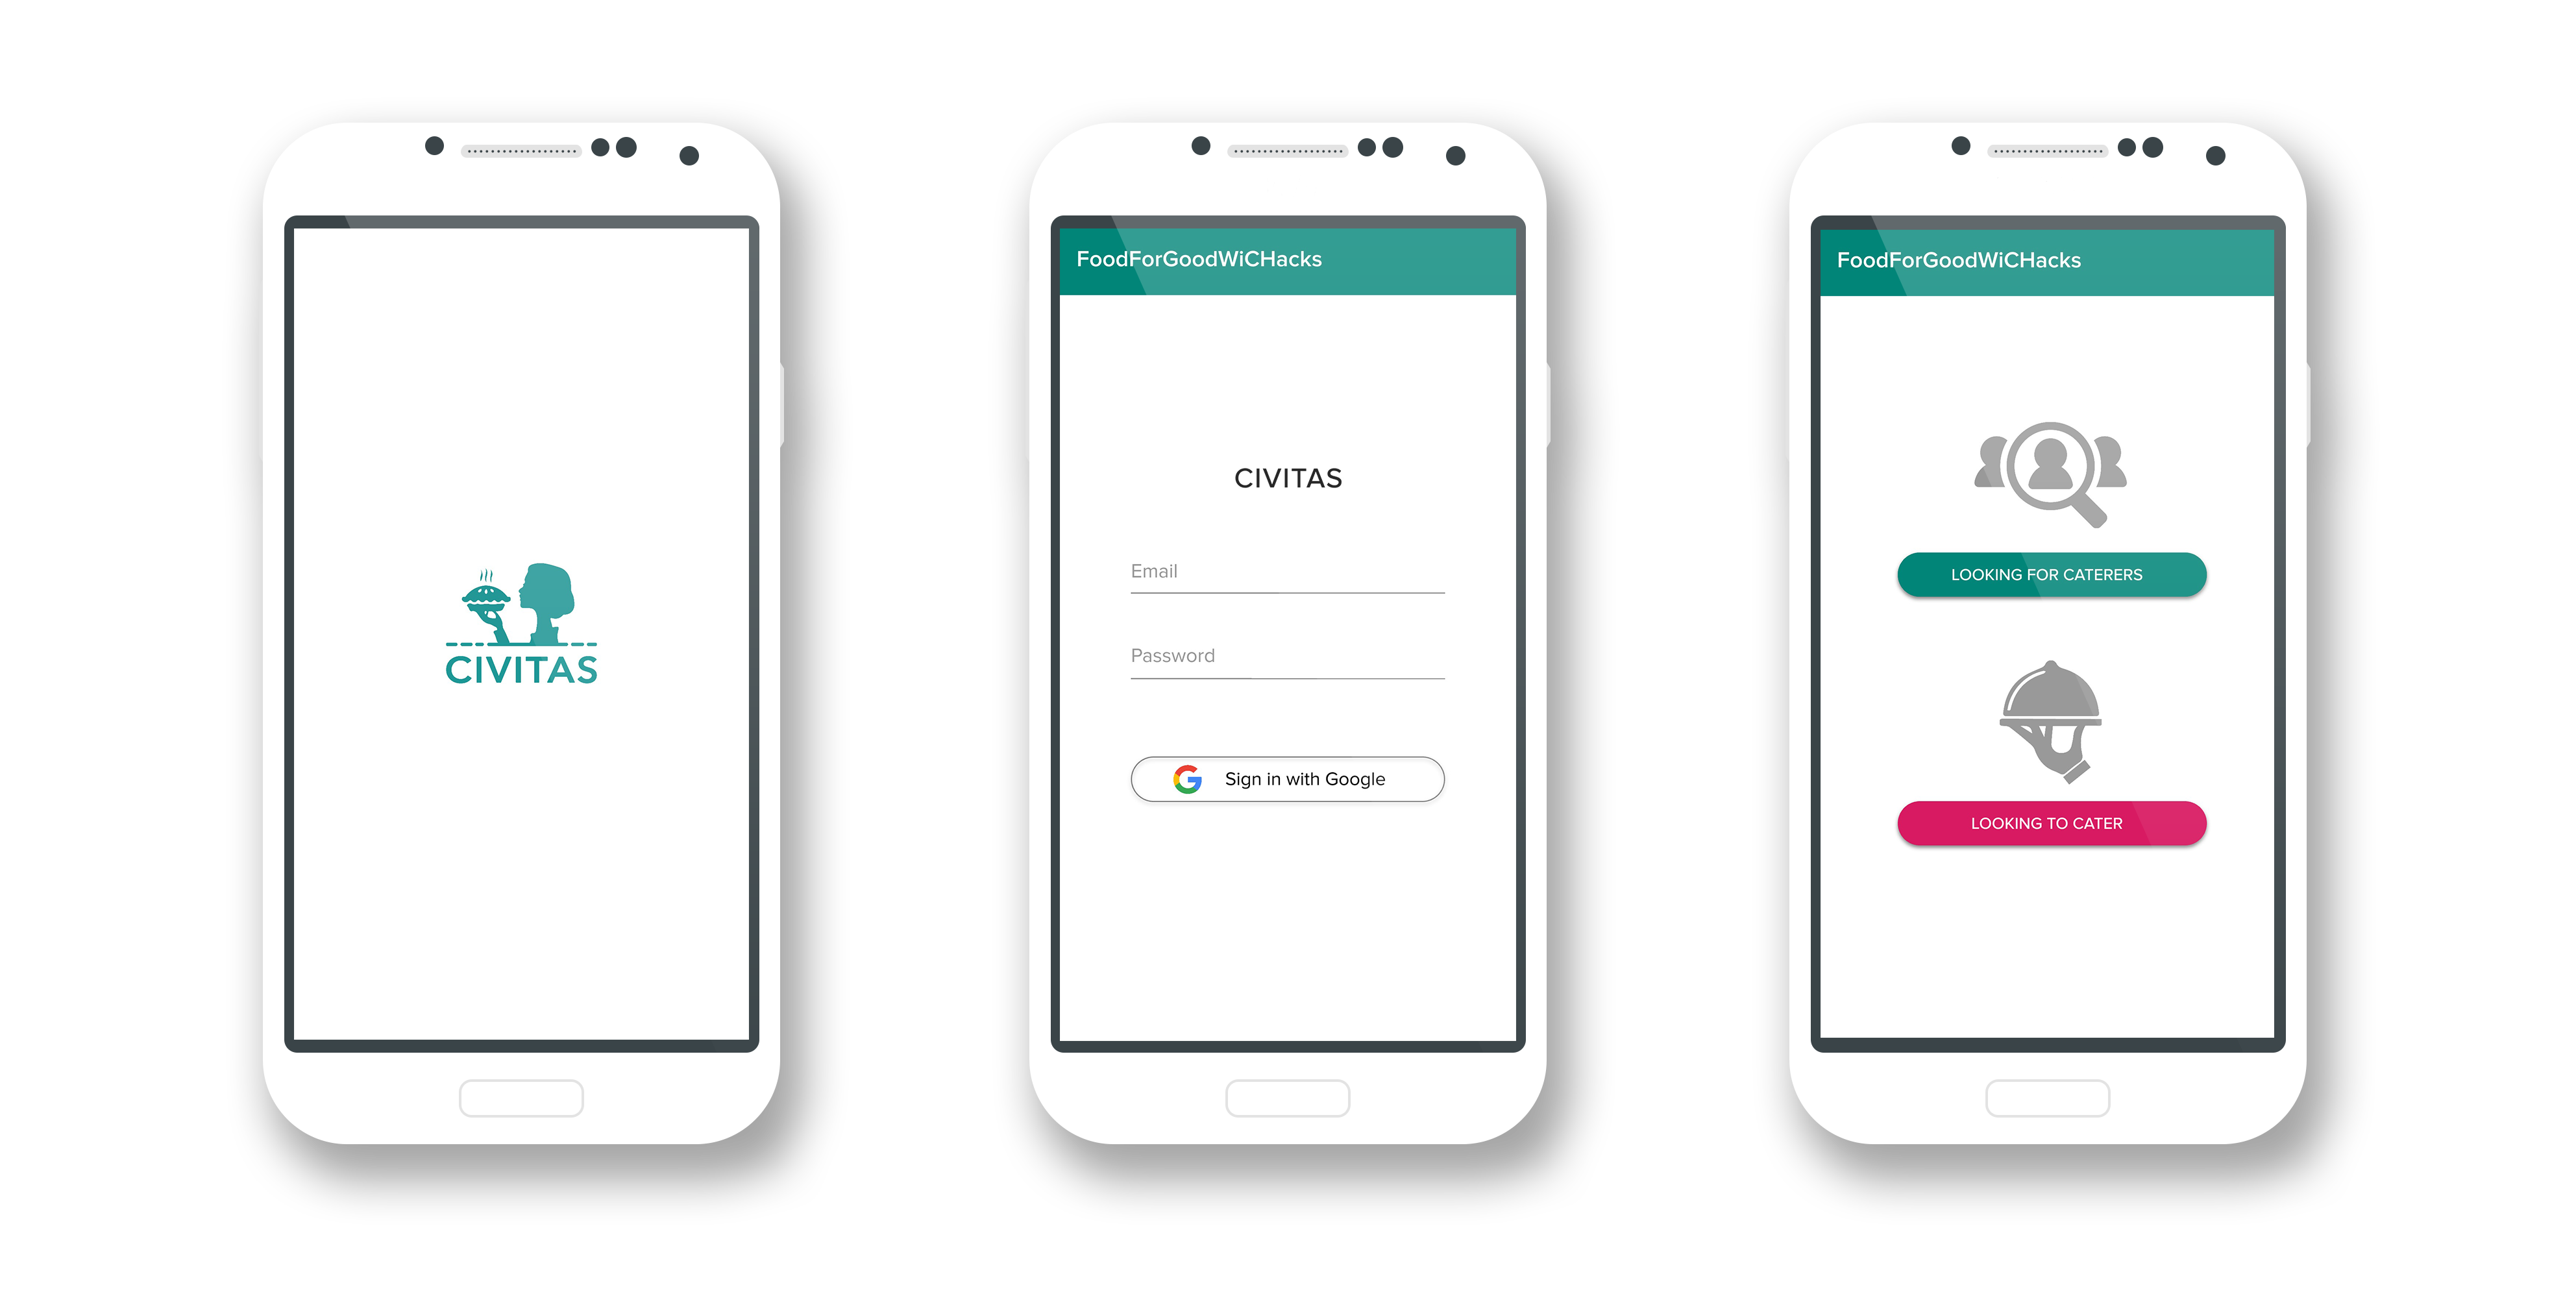 CIVITAS
FoodForGoodWiCHacks
CIVITAS
Email
Password
Sign in with Google
FoodForGoodWiCHacks
LOOKING FOR CATERERS
LOOKING TO CATER